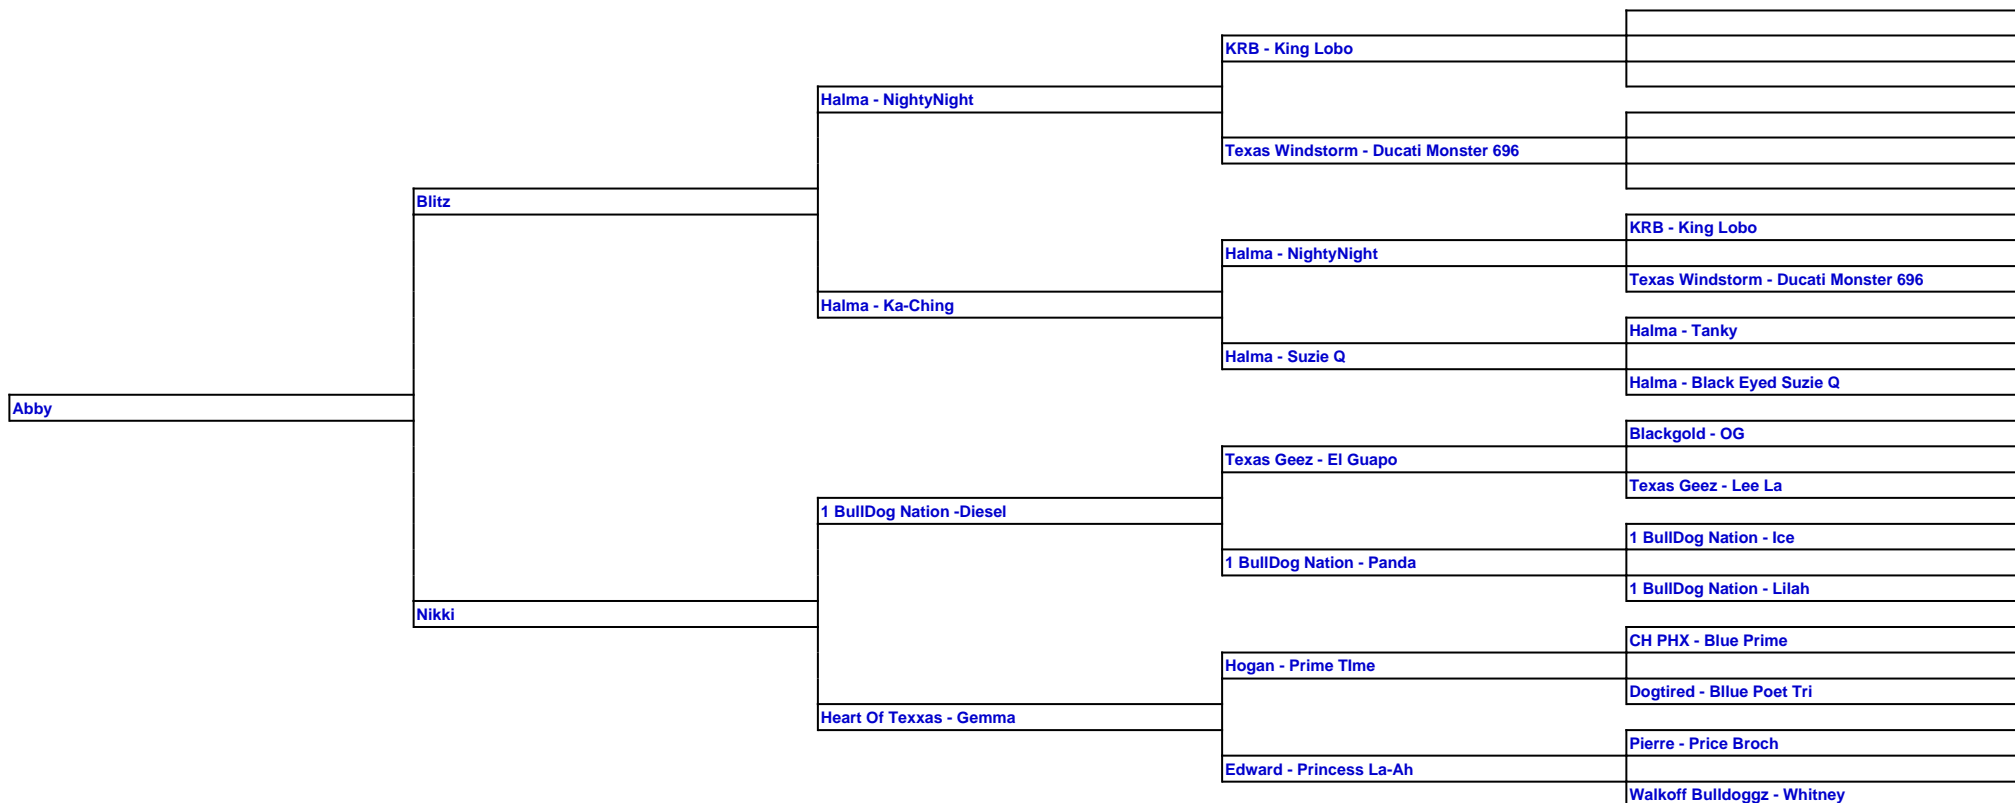 KRB - King Lobo
Halma - NightyNight
Texas Windstorm - Ducati Monster 696
Blitz
KRB - King Lobo
Halma - NightyNight
Texas Windstorm - Ducati Monster 696
Halma - Ka-Ching
Halma - Tanky
Halma - Suzie Q
Halma - Black Eyed Suzie Q
Abby
Blackgold - OG
Texas Geez - El Guapo
Texas Geez - Lee La
1 BullDog Nation -Diesel
1 BullDog Nation - Ice
1 BullDog Nation - Panda
1 BullDog Nation - Lilah
Nikki
CH PHX - Blue Prime
Hogan - Prime TIme
Dogtired - Bllue Poet Tri
Heart Of Texxas - Gemma
Pierre - Price Broch
Edward - Princess La-Ah
Walkoff Bulldoggz - Whitney